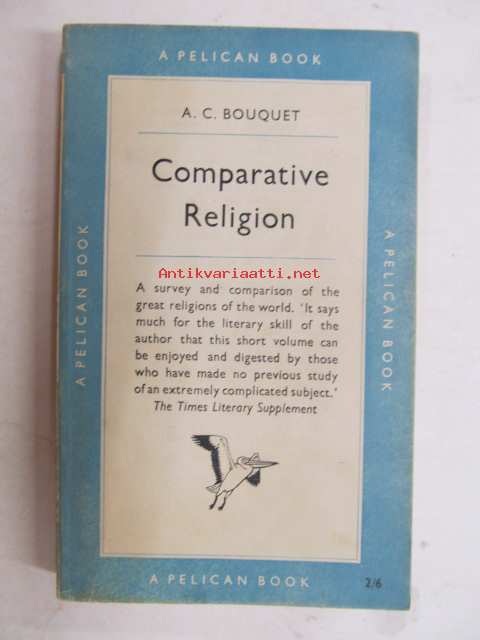 A PELICAN BOOK
A. C. BOUQUET
Comparative
Religion
Antikvariaatti.net
A survey and comparison of the
great religions of the world. 'It says
much for the literary skill of the
author that this short volume can
be enjoyed and digested by those
who have made no previous study
of an extremely complicated subject.'
The Times Literary Supplement
A PELICAN BOOK
A PELICAN BOOK
A PELICAN BOOK
2/6